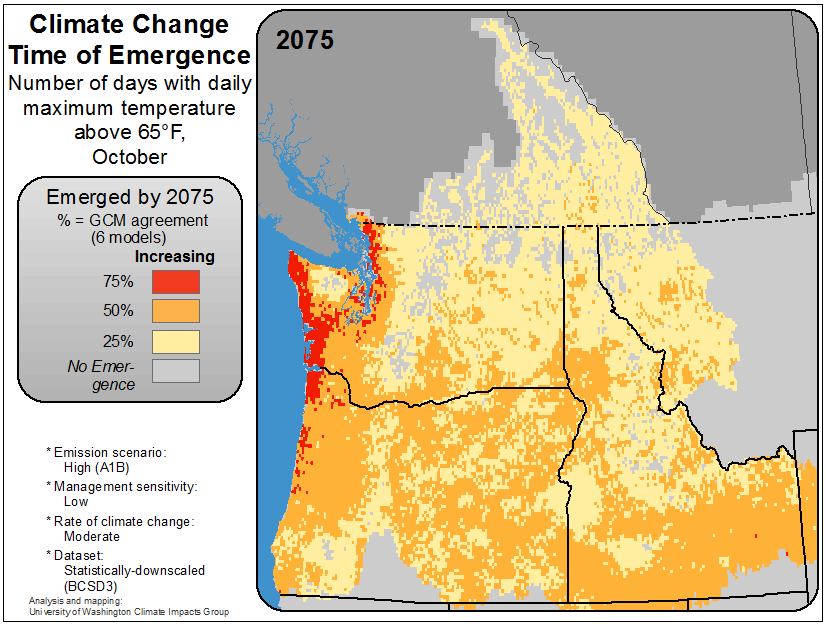 Climate Change
Time of Emergence
Number of days with daily
maximum temperature
above 65°F,
October
2075
Emerged by 2075
% = GCM agreement
(6 models)
Increasing
75%
50%
25%
No Emer-
gence
* Emission scenario:
High (A1B)
* Management sensitivity:
Low
* Rate of climate change:
Moderate
* Dataset:
Statistically-downscaled
(BCSD3)
Analysis and mapping:
University of Washington Climate Impacts Group